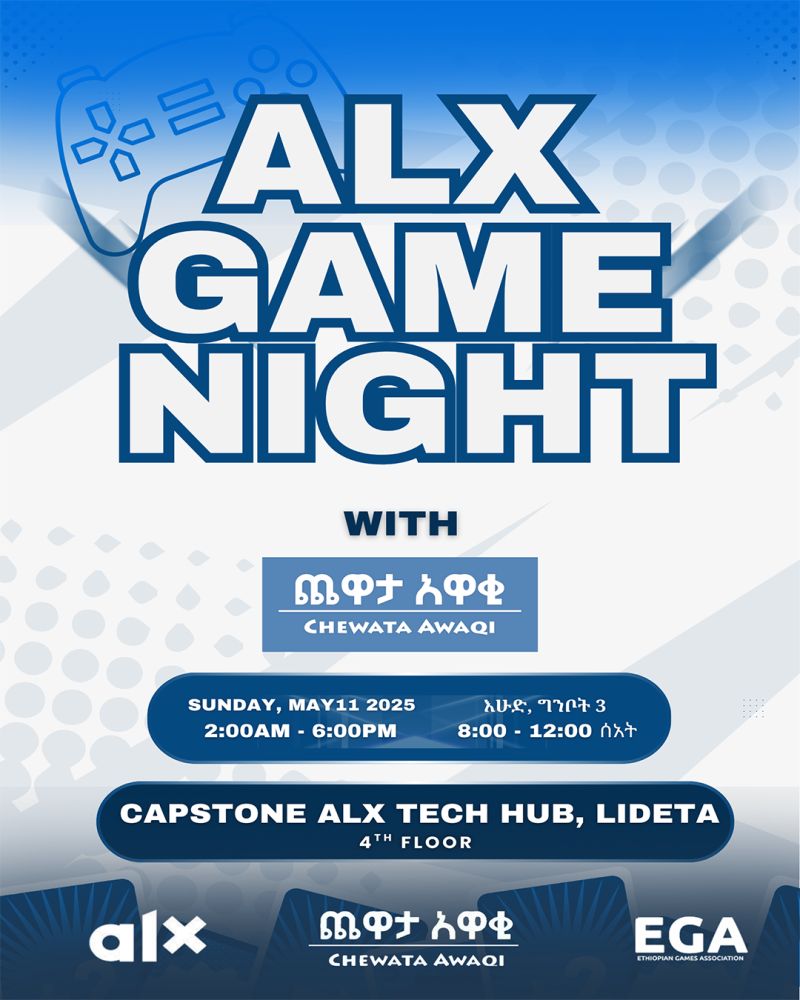 ALX
GAME
NIGHT
WITH
ጨዋታ አዋቂ
CHEWATA AWAQI
SUNDAY, MAY11 2025
2:00AM - 6:00PM
እሁድ, ግንቦት 3
8:00 - 12:00 ሰአት
CAPSTONE ALX TECH HUB, LIDETA
4TH FLOOR
alx
ጨዋታ አዋቂ
CHEWATA AWAQI
EGA
ETHIOPIAN GAMES ASSOCIATION